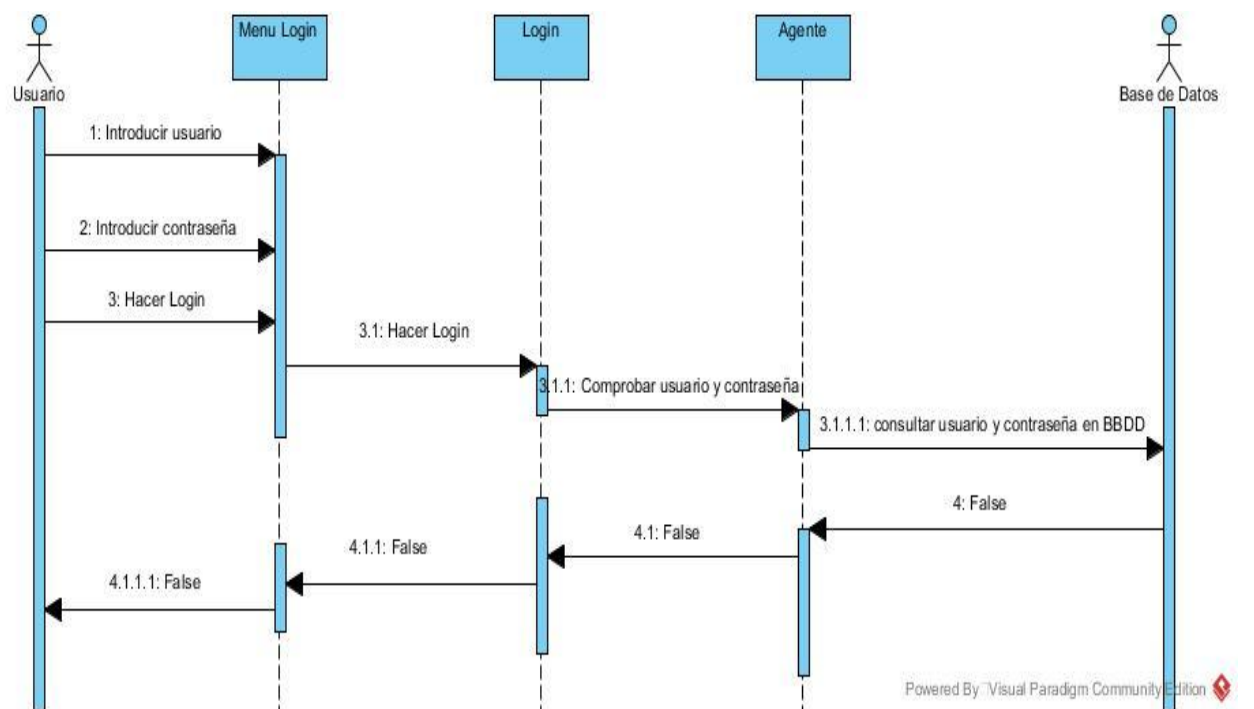 Menu Login
Login
Agente
Usuario
Base de Datos
1: Introducir usuario
2: Introducir contraseña
3: Hacer Login
3.1: Hacer Login
3.1.1: Comprobar usuario y contraseña
3.1.1.1: consultar usuario y contraseña en BBDD
4: False
4.1: False
4.1.1: False
4.1.1.1: False
Powered By Visual Paradigm Community Edition